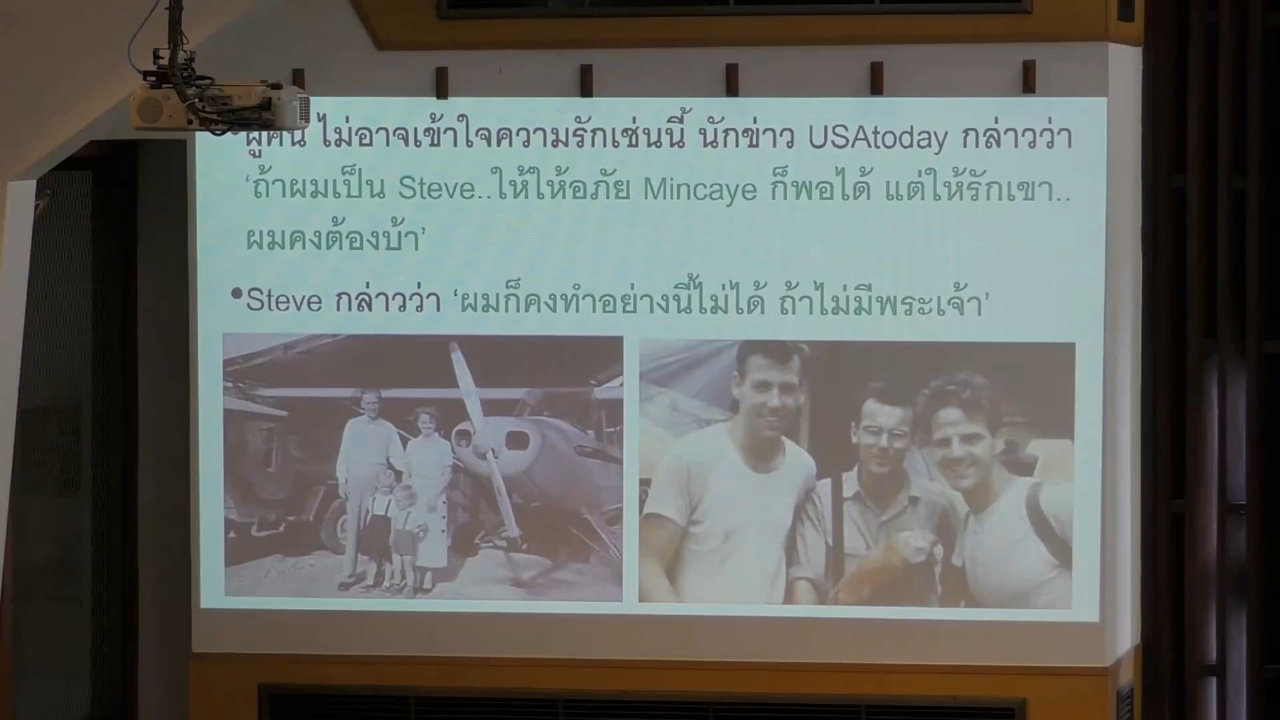 •ผู้คน ไม่อาจเข้าใจความรักเช่นนี้ นักข่าว USAtoday กล่าวว่า
‘ถ้าผมเป็น Steve..ให้ให้อภัย Mincaye ก็พอได้ แต่ให้รักเขา..
ผมคงต้องบ้า’
•Steve กล่าวว่า ‘ผมก็คงทำอย่างนี้ไม่ได้ ถ้าไม่มีพระเจ้า’